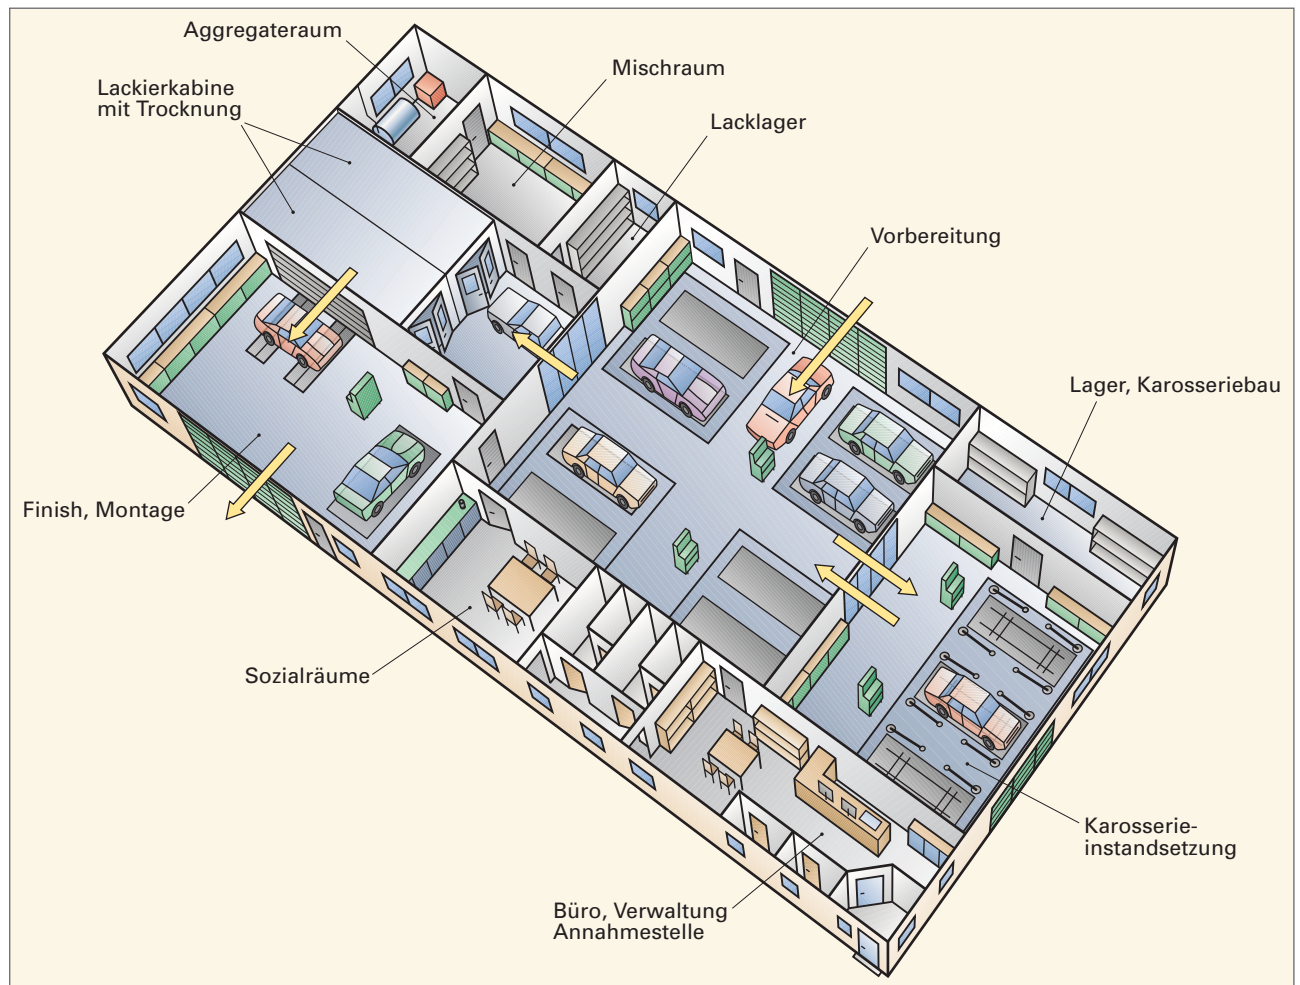 Aggregateraum
Lackierkabine
mit Trocknung
Mischraum
Lacklager
Vorbereitung
Lager, Karosseriebau
Finish, Montage
Sozialräume
Karosserie-
instandsetzung
Büro, Verwaltung
Annahmestelle